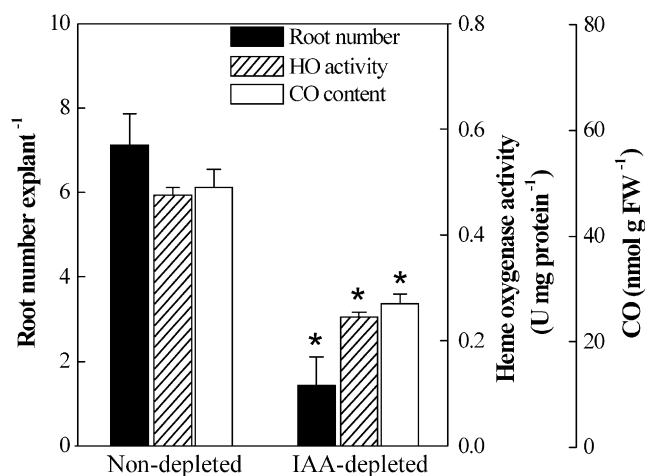 10
8
6
4
2
0
Root number explant -1
Root number
HO activity
CO content
*
*
*
Non-depleted
IAA-depleted
0.8
0.6
0.4
0.2
0.0
Heme oxygenase activity
(U mg protein-1)
80
60
40
20
0
CO (nmol g FW-1)